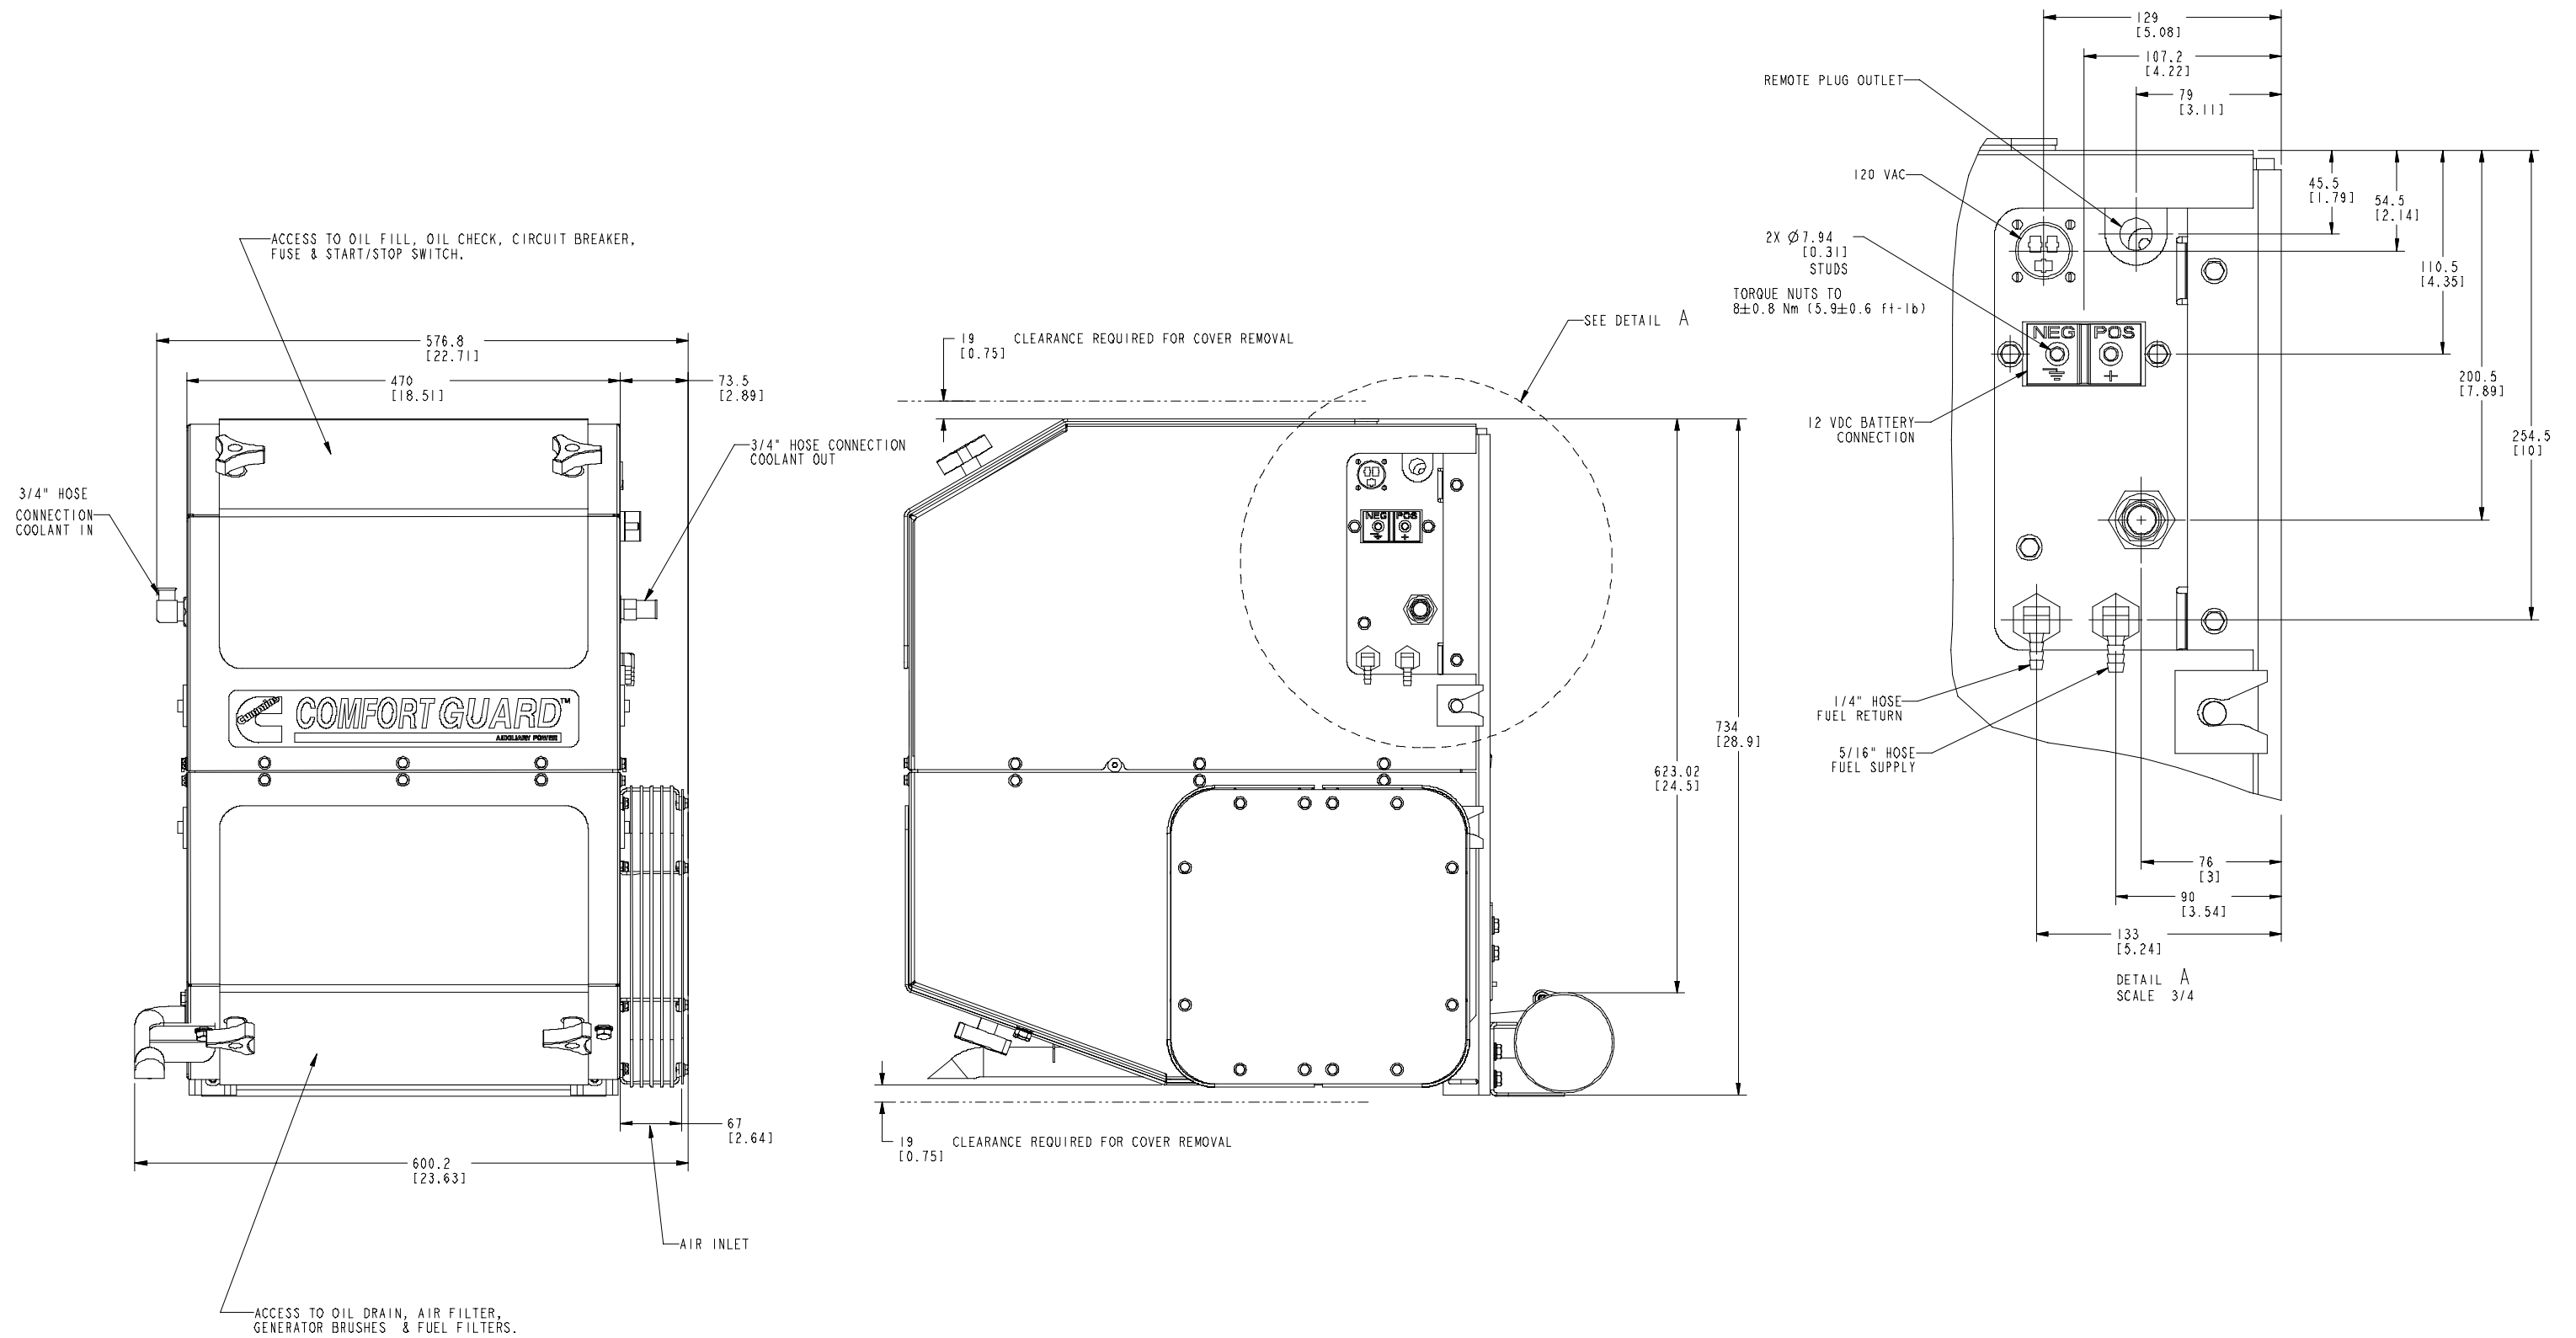 ACCESS TO OIL FILL, OIL CHECK, CIRCUIT BREAKER,
FUSE & START/STOP SWITCH.
576.8
[22.71]
470
[18.51]
73.5
[2.89]
3/4" HOSE CONNECTION
COOLANT OUT
3/4" HOSE
CONNECTION
COOLANT IN
cummins
COMFORT GUARD™
AUXILIARY POWER
67
[2.64]
600.2
[23.63]
AIR INLET
ACCESS TO OIL DRAIN, AIR FILTER,
GENERATOR BRUSHES & FUEL FILTERS.
19 CLEARANCE REQUIRED FOR COVER REMOVAL
[0.75]
SEE DETAIL A
NEG POS
+
734
[28.9]
623.02
[24.5]
19 CLEARANCE REQUIRED FOR COVER REMOVAL
[0.75]
129
[5.08]
107.2
[4.22]
79
[3.11]
REMOTE PLUG OUTLET
120 VAC
2X Ø7.94
[0.31]
STUDS
TORQUE NUTS TO
8±0.8 Nm (5.9±0.6 ft-lb)
NEG POS
+
12 VDC BATTERY
CONNECTION
45.5
[1.79]
54.5
[2.14]
110.5
[4.35]
200.5
[7.89]
254.5
[10]
1/4" HOSE
FUEL RETURN
5/16" HOSE
FUEL SUPPLY
76
[3]
90
[3.54]
133
[5.24]
DETAIL A
SCALE 3/4